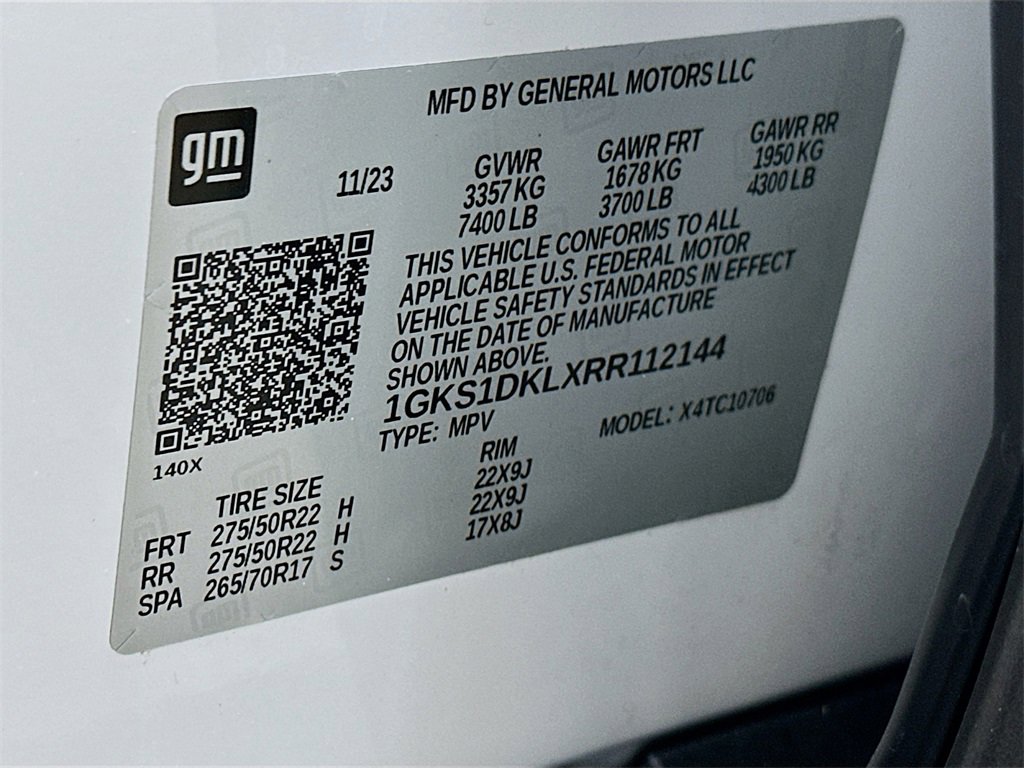 MFD BY GENERAL MOTORS LLC
gm
11/23
GVWR
3357 KG
7400 LB
GAWR FRT
1678 KG
3700 LB
GAWR RR
1950 KG
4300 LB
THIS VEHICLE CONFORMS TO ALL
APPLICABLE U.S. FEDERAL MOTOR
VEHICLE SAFETY STANDARDS IN EFFECT
ON THE DATE OF MANUFACTURE
SHOWN ABOVE.
1GKS1DKLXRR112144
TYPE: MPV
MODEL: X4TC10706
140X
TIRE SIZE RIM
FRT 275/50R22 H 22X9J
RR 275/50R22 H 22X9J
SPA 265/70R17 S 17X8J